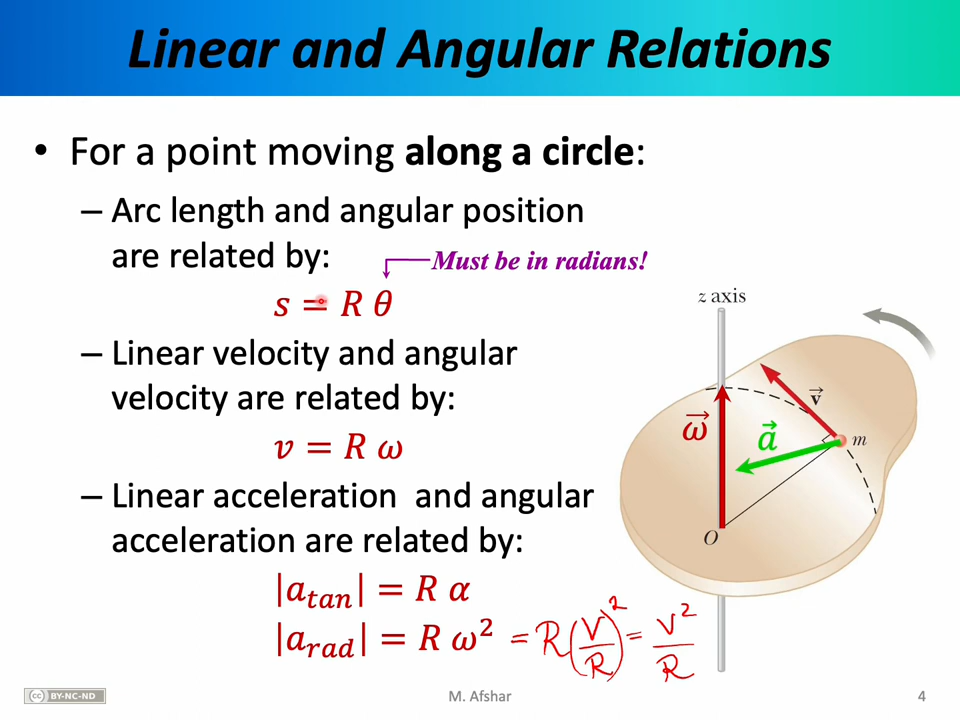 Linear and Angular Relations
• For a point moving along a circle:
– Arc length and angular position
are related by:
Must be in radians!
s = R θ
– Linear velocity and angular
velocity are related by:
v = R ω
– Linear acceleration and angular
acceleration are related by:
|a_tan| = R α
|a_rad| = R ω² = R(V/R)² = V²/R
z axis
v⃗
ω⃗
a⃗
m
O
cc BY-NC-ND
M. Afshar
4